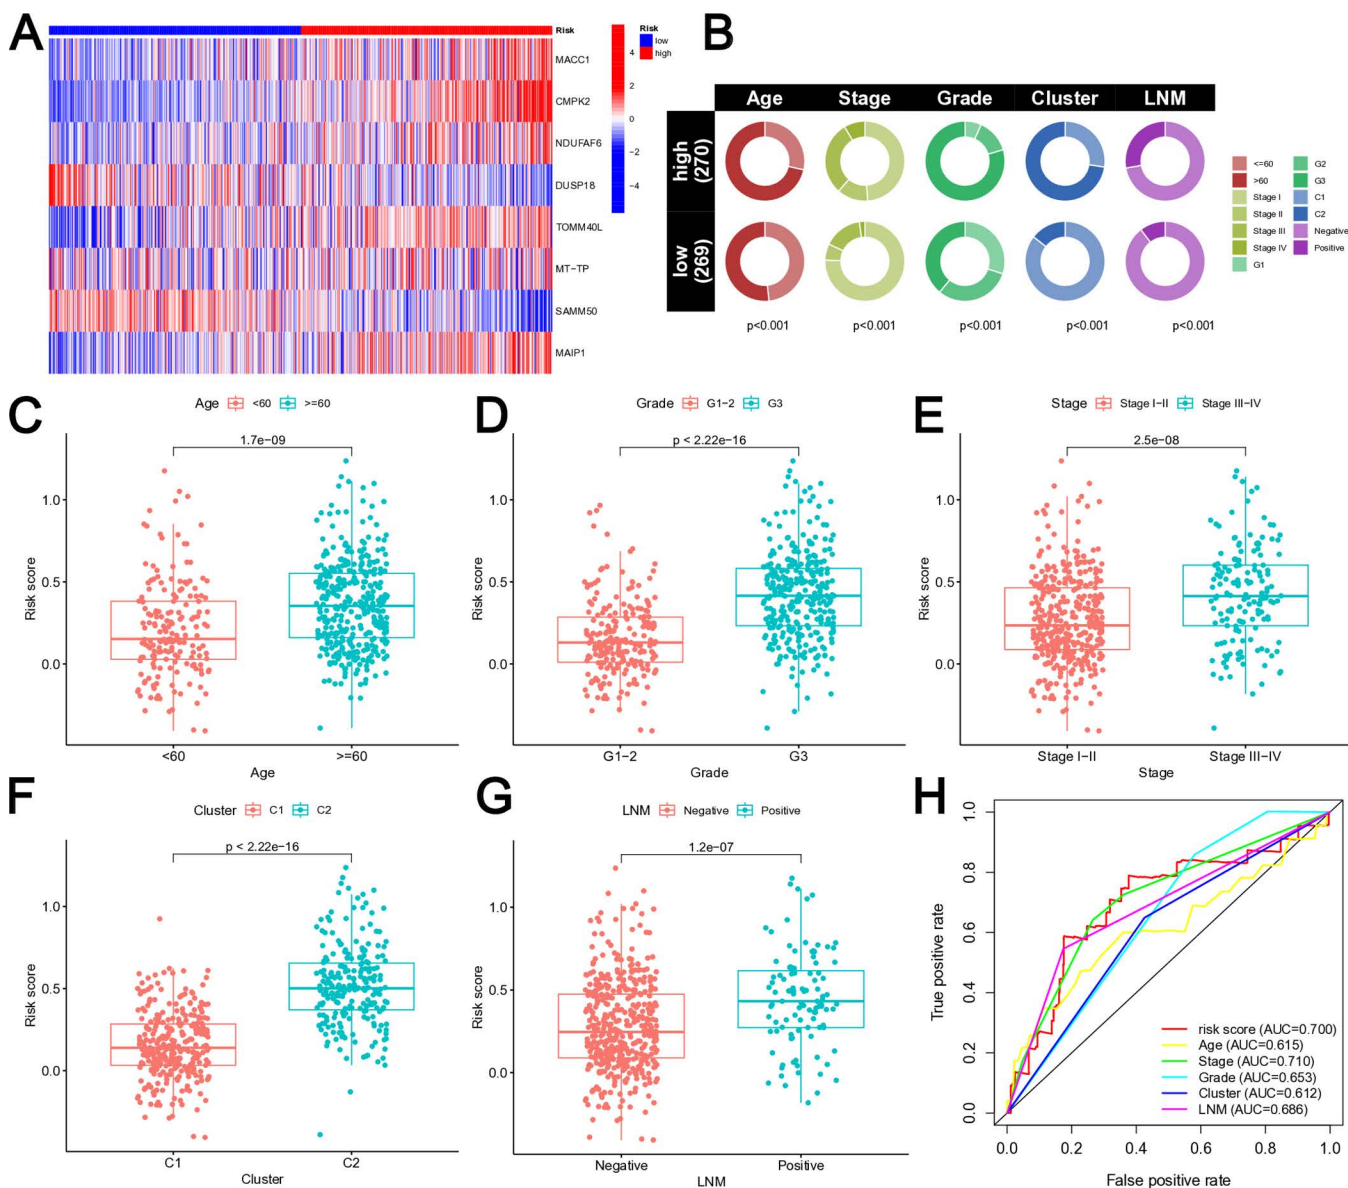 A
Risk
MACC1
CMPK2
NDUFAF6
DUSP18
TOMM40L
MT-TP
SAMM50
MAIP1
4
2
0
−2
−4
Risk
low
high
B
Age Stage Grade Cluster LNM
high
(270)
low
(269)
p<0.001 p<0.001 p<0.001 p<0.001 p<0.001
<=60
>60
Stage I
Stage II
Stage III
Stage IV
G1
G2
G3
C1
C2
Negative
Positive
C
Age <60 >=60
1.7e−09
Risk score
1.0
0.5
0.0
<60 >=60
Age
D
Grade G1−2 G3
p < 2.22e−16
Risk score
1.0
0.5
0.0
G1−2 G3
Grade
E
Stage Stage I−II Stage III−IV
2.5e−08
Risk score
1.0
0.5
0.0
Stage I−II Stage III−IV
Stage
F
Cluster C1 C2
p < 2.22e−16
Risk score
1.0
0.5
0.0
C1 C2
Cluster
G
LNM Negative Positive
1.2e−07
Risk score
1.0
0.5
0.0
Negative Positive
LNM
H
True positive rate
1.0
0.8
0.6
0.4
0.2
0.0
risk score (AUC=0.700)
Age (AUC=0.615)
Stage (AUC=0.710)
Grade (AUC=0.653)
Cluster (AUC=0.612)
LNM (AUC=0.686)
0.0 0.2 0.4 0.6 0.8 1.0
False positive rate